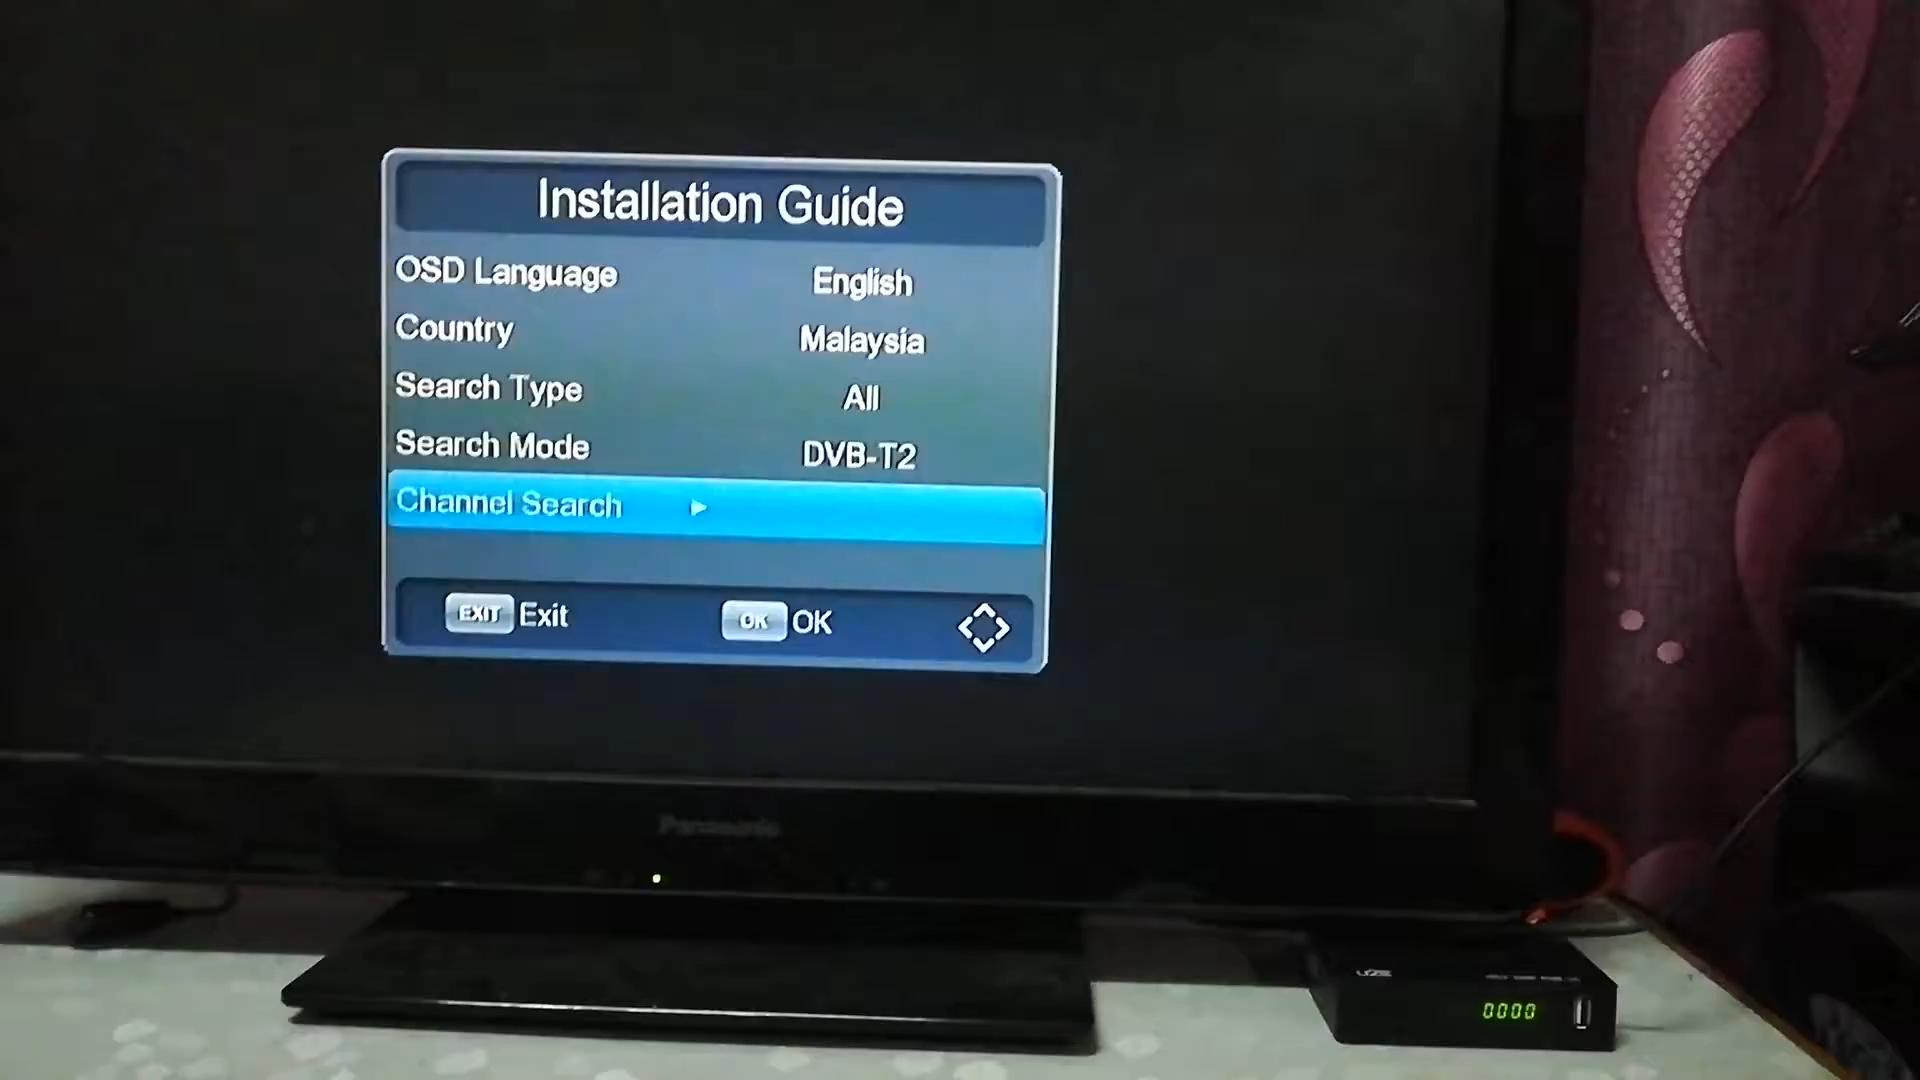 Installation Guide
OSD Language English
Country Malaysia
Search Type All
Search Mode DVB-T2
Channel Search
EXIT Exit OK OK
Panasonic
0000